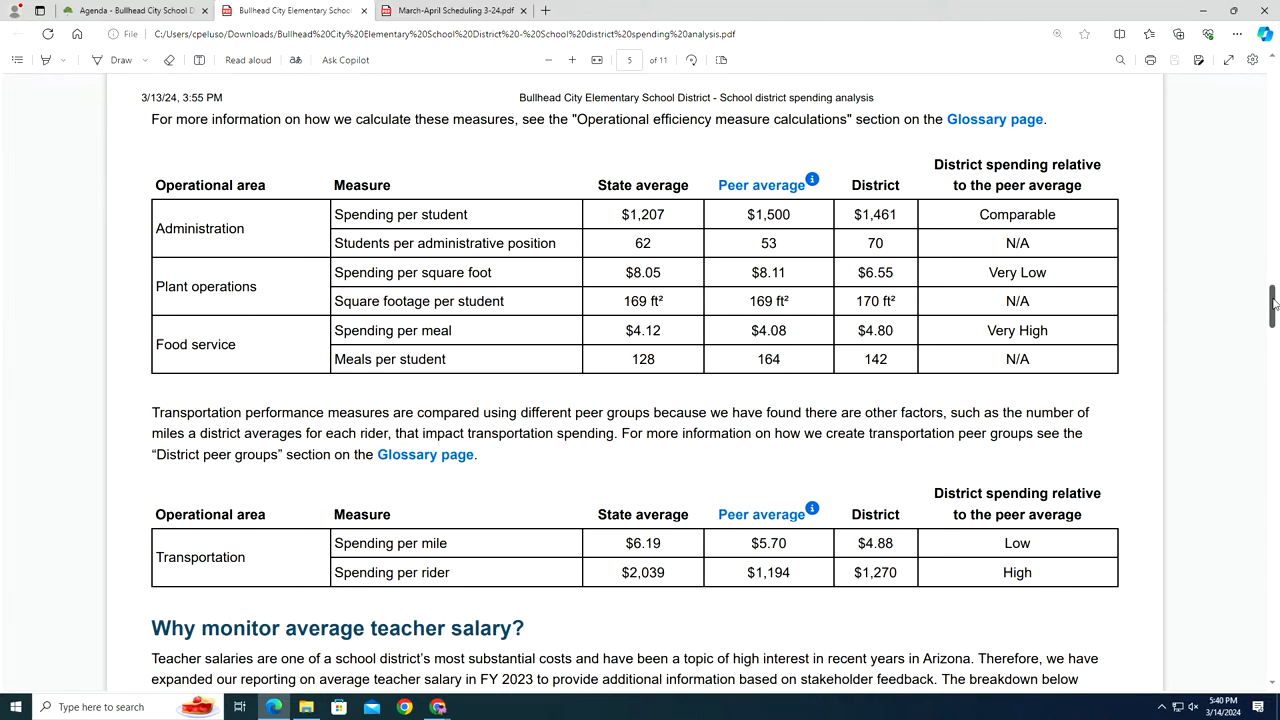 Agenda - Bullhead City School D
Bullhead City Elementary School
March-April Scheduling 3-24.pdf
File
C:/Users/cpeluso/Downloads/Bullhead%20City%20Elementary%20School%20District%20-%20School%20district%20spending%20analysis.pdf
Draw
Read aloud
Ask Copilot
5
of 11
3/13/24, 3:55 PM
Bullhead City Elementary School District - School district spending analysis
For more information on how we calculate these measures, see the "Operational efficiency measure calculations" section on the Glossary page.
District spending relative
Operational area Measure State average Peer average District to the peer average
Administration
Spending per student $1,207 $1,500 $1,461 Comparable
Students per administrative position 62 53 70 N/A
Plant operations
Spending per square foot $8.05 $8.11 $6.55 Very Low
Square footage per student 169 ft² 169 ft² 170 ft² N/A
Food service
Spending per meal $4.12 $4.08 $4.80 Very High
Meals per student 128 164 142 N/A
Transportation performance measures are compared using different peer groups because we have found there are other factors, such as the number of
miles a district averages for each rider, that impact transportation spending. For more information on how we create transportation peer groups see the
“District peer groups” section on the Glossary page.
District spending relative
Operational area Measure State average Peer average District to the peer average
Transportation
Spending per mile $6.19 $5.70 $4.88 Low
Spending per rider $2,039 $1,194 $1,270 High
Why monitor average teacher salary?
Teacher salaries are one of a school district's most substantial costs and have been a topic of high interest in recent years in Arizona. Therefore, we have
expanded our reporting on average teacher salary in FY 2023 to provide additional information based on stakeholder feedback. The breakdown below
Type here to search
5:40 PM
3/14/2024